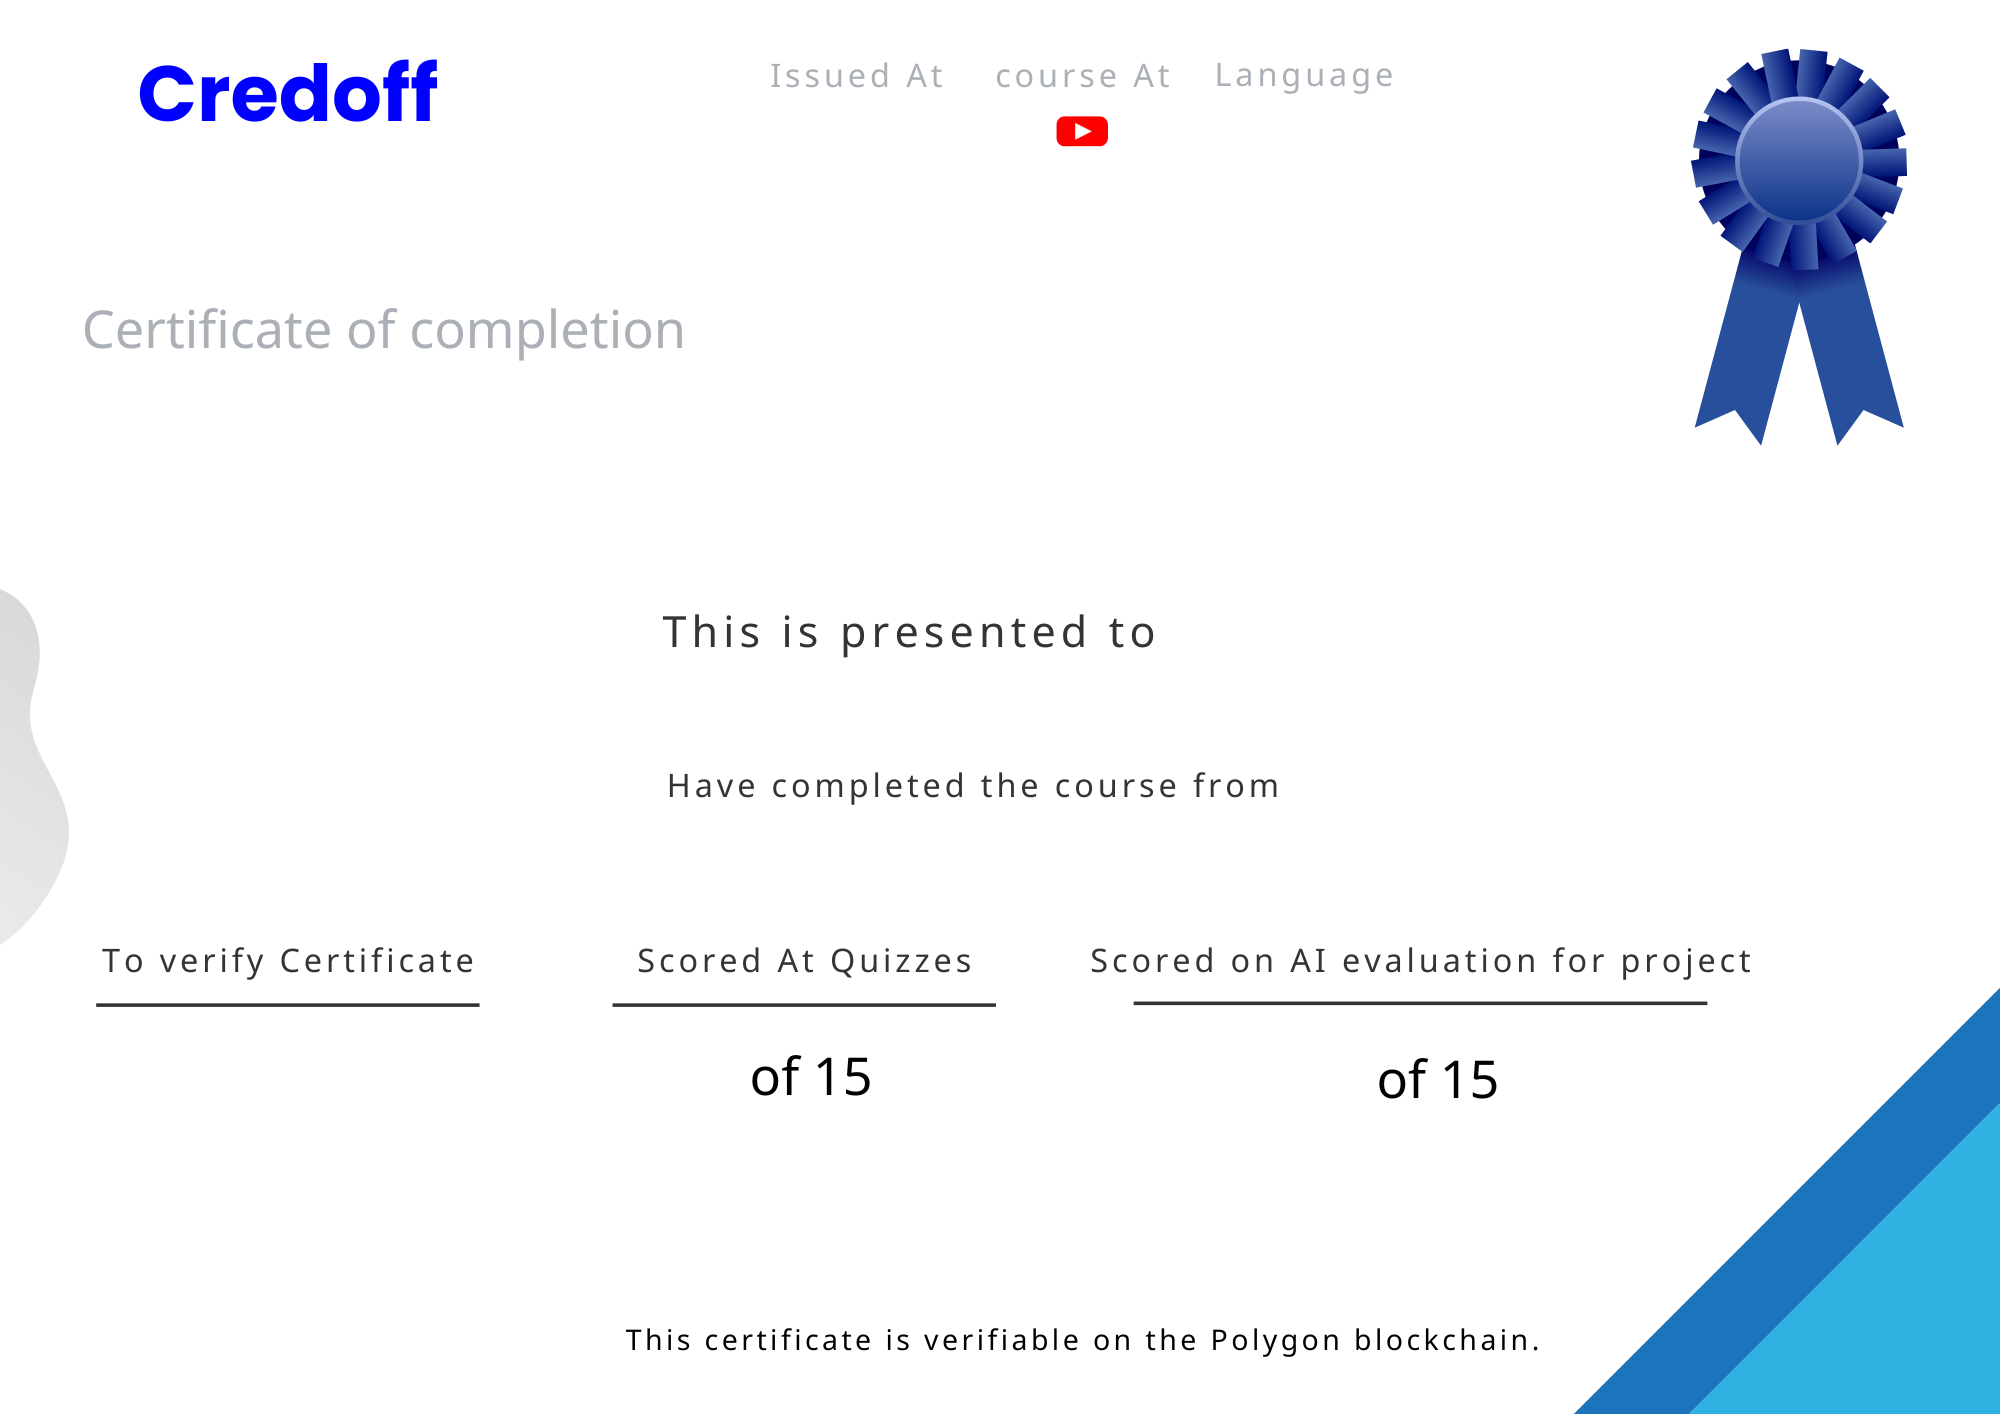 Credoff
Issued At course At Language
Certificate of completion
This is presented to
Have completed the course from
To verify Certificate Scored At Quizzes Scored on AI evaluation for project
of 15 of 15
This certificate is verifiable on the Polygon blockchain.